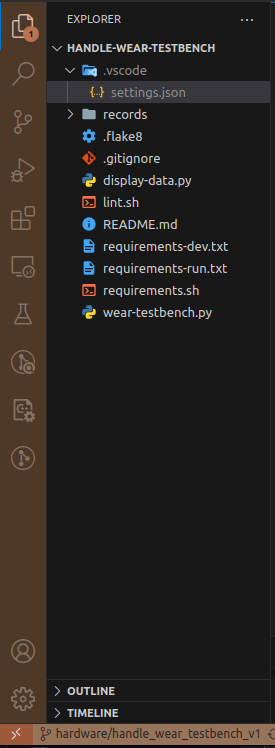 EXPLORER
1
HANDLE-WEAR-TESTBENCH
.vscode
settings.json
records
.flake8
.gitignore
display-data.py
lint.sh
README.md
requirements-dev.txt
requirements-run.txt
requirements.sh
wear-testbench.py
OUTLINE
TIMELINE
hardware/handle_wear_testbench_v1